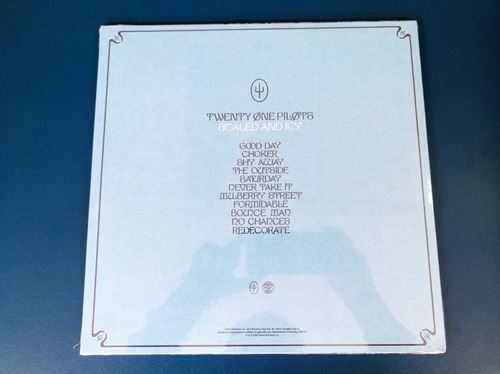 TWENTY ØNE PILØTS
SCALED AND ICY
GOOD DAY
CHOKER
SHY AWAY
THE OUTSIDE
SATURDAY
NEVER TAKE IT
MULBERRY STREET
FORMIDABLE
BOUNCE MAN
NO CHANCES
REDECORATE